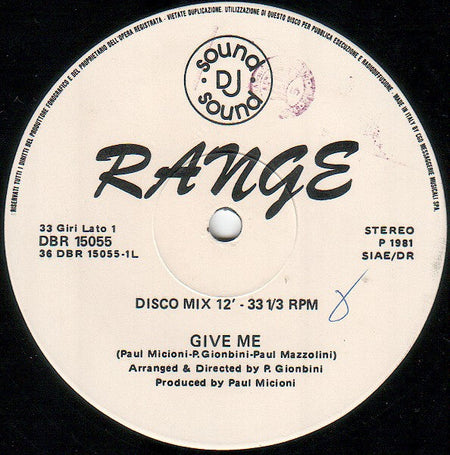 RISERVATI TUTTI I DIRITTI DEL PRODUTTORE FONOGRAFICO E DEL PROPRIETARIO DELL'OPERA REGISTRATA - VIETATE DUPLICAZIONE. UTILIZZAZIONE DI QUESTO DISCO PER PUBBLICA ESECUZIONE E RADIODIFFUSIONE. - MADE IN ITALY BY CGD MESSAGGERIE MUSICALI SPA.
sound
DJ
sound
RANGE
33 Giri Lato 1
DBR 15055
36 DBR 15055-1L
STEREO
P 1981
SIAE/DR
DISCO MIX 12' - 33 1/3 RPM
GIVE ME
(Paul Micioni-P. Gionbini-Paul Mazzolini)
Arranged & Directed by P. Gionbini
Produced by Paul Micioni